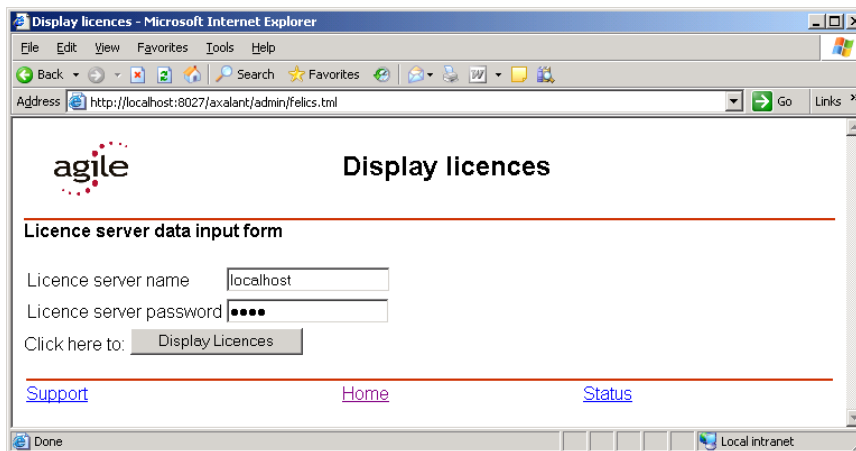 Display licences - Microsoft Internet Explorer
File Edit View Favorites Tools Help
Back Search Favorites
Address http://localhost:8027/axalant/admin/felics.tml Go Links »
agile
Display licences
Licence server data input form
Licence server name localhost
Licence server password ••••
Click here to: Display Licences
Support Home Status
Done Local intranet